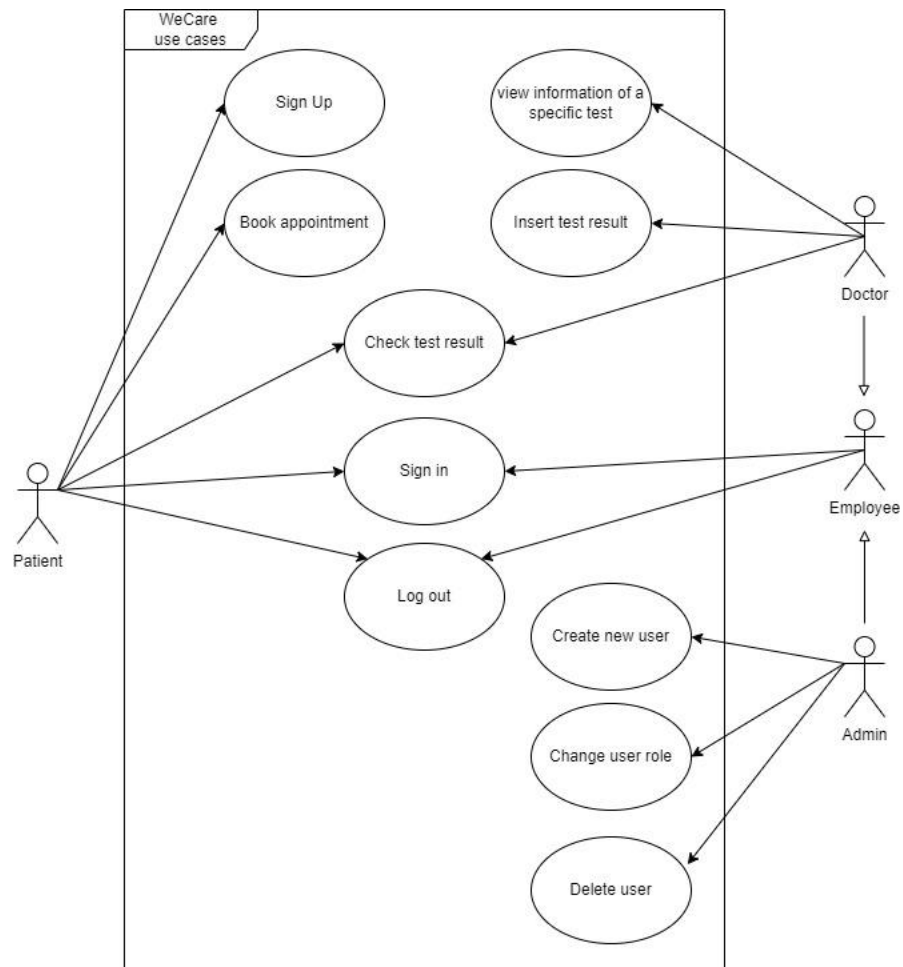 WeCare
use cases
Sign Up
view information of a
specific test
Book appointment
Insert test result
Doctor
Check test result
Sign in
Employee
Patient
Log out
Create new user
Admin
Change user role
Delete user